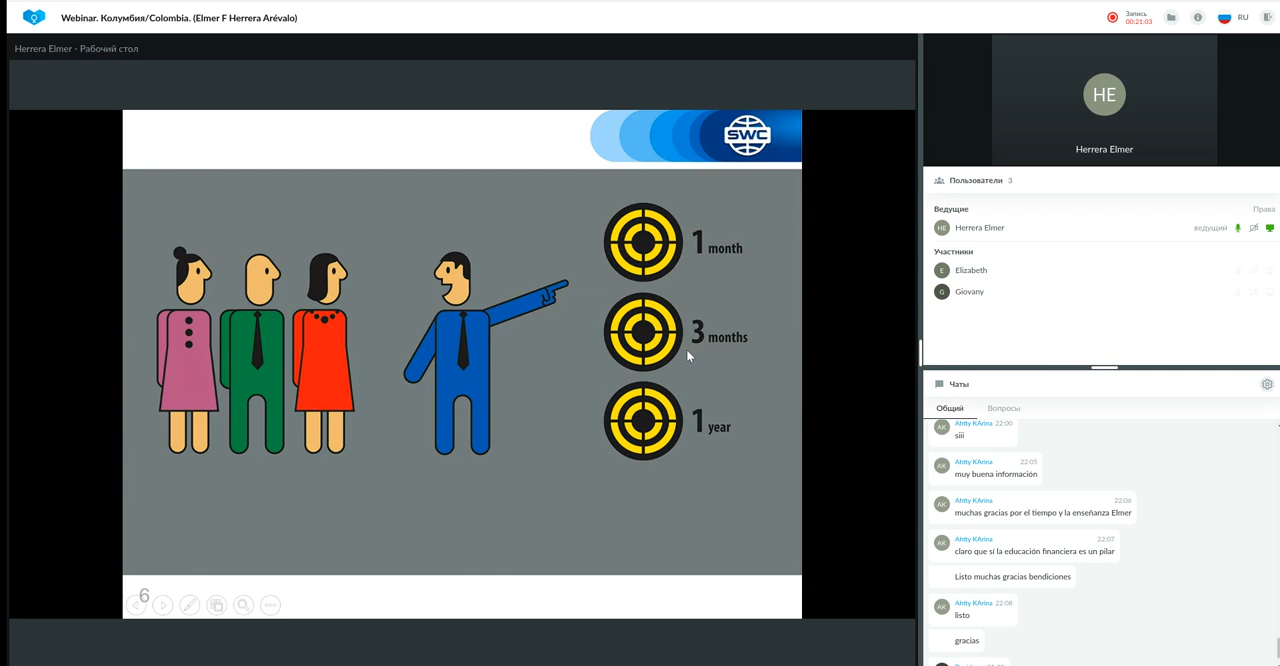 Webinar. Колумбия/Colombia. (Elmer F Herrera Arévalo)
Запись
00:21:03
RU
Herrera Elmer - Рабочий стол
SWC
1 month
3 months
1 year
6
HE
Herrera Elmer
Пользователи 3
Ведущие Права
HE Herrera Elmer ведущий
Участники
E Elizabeth
G Giovany
Чаты
Общий Вопросы
AK Ahtty KArina 22:00
siii
AK Ahtty KArina 22:05
muy buena información
AK Ahtty KArina 22:06
muchas gracias por el tiempo y la enseñanza Elmer
AK Ahtty KArina 22:07
claro que sí la educación financiera es un pilar
Listo muchas gracias bendiciones
AK Ahtty KArina 22:08
listo
gracias